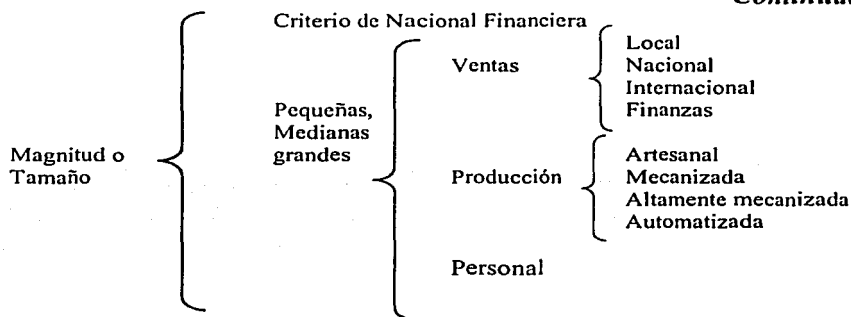 Criterio de Nacional Financiera
Magnitud o
Tamaño
Pequeñas,
Medianas
grandes
Ventas
Local
Nacional
Internacional
Finanzas
Producción
Artesanal
Mecanizada
Altamente mecanizada
Automatizada
Personal